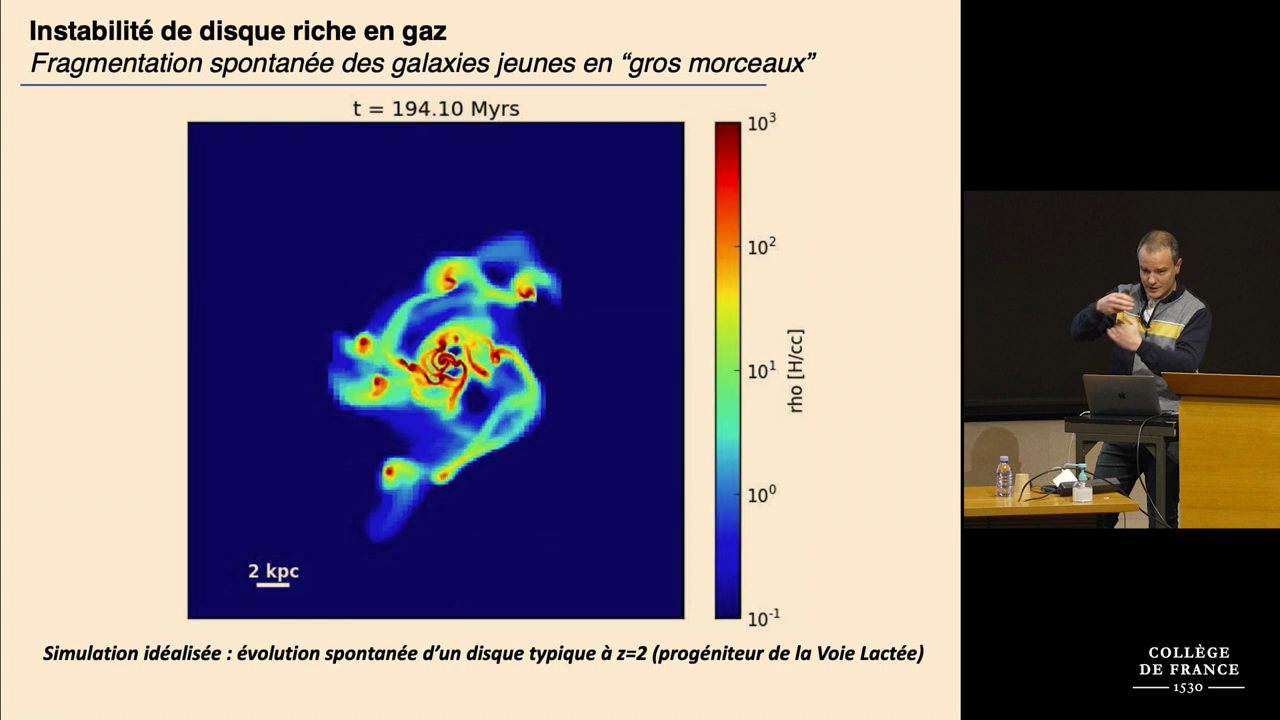 Instabilité de disque riche en gaz
Fragmentation spontanée des galaxies jeunes en “gros morceaux”
t = 194.10 Myrs
10³
10²
10¹
10⁰
10⁻¹
rho [H/cc]
2 kpc
Simulation idéalisée : évolution spontanée d’un disque typique à z=2 (progéniteur de la Voie Lactée)
COLLÈGE
DE FRANCE
1530